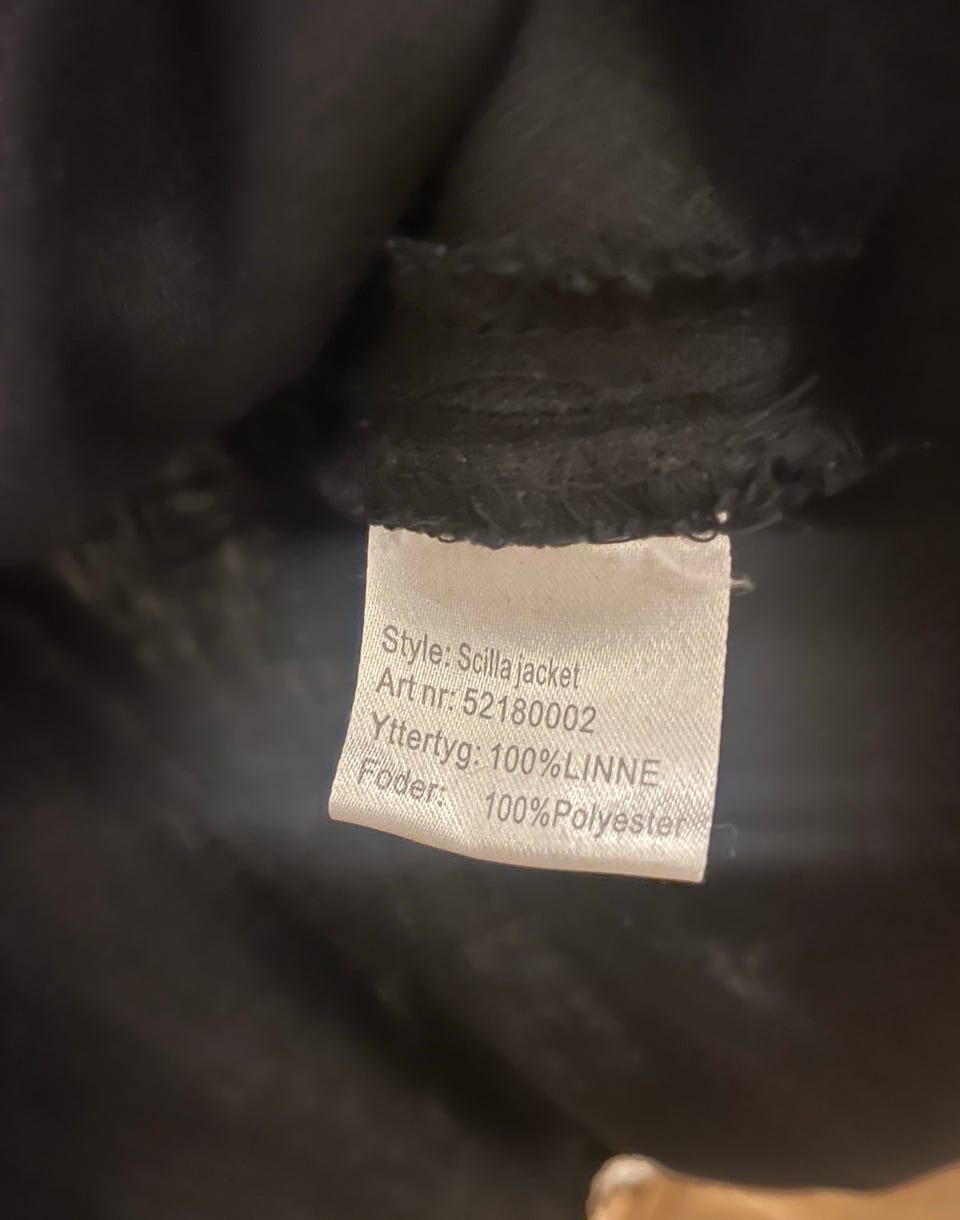 Style: Scilla jacket
Art nr: 52180002
Yttertyg: 100%LINNE
Foder: 100%Polyester